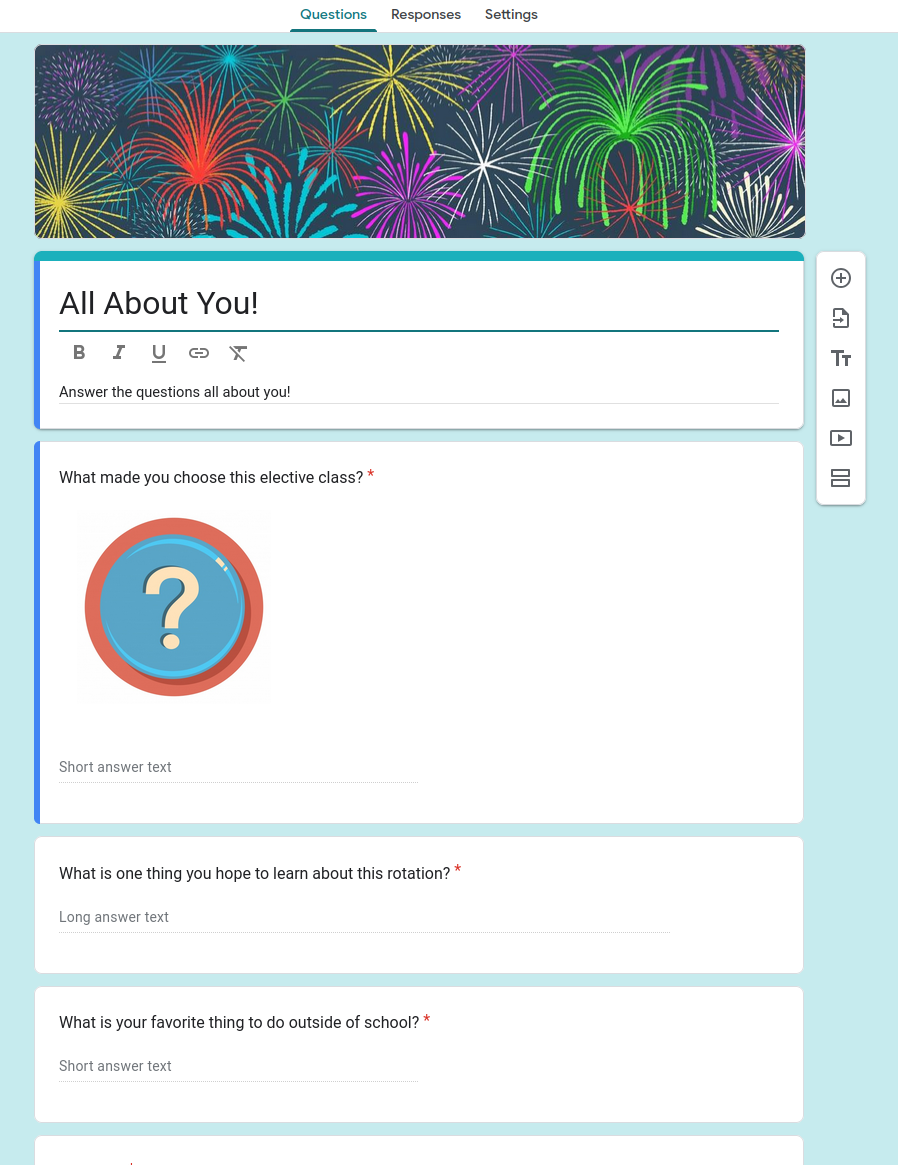 Questions Responses Settings
All About You!
B I U
Answer the questions all about you!
What made you choose this elective class? *
?
Short answer text
What is one thing you hope to learn about this rotation? *
Long answer text
What is your favorite thing to do outside of school? *
Short answer text